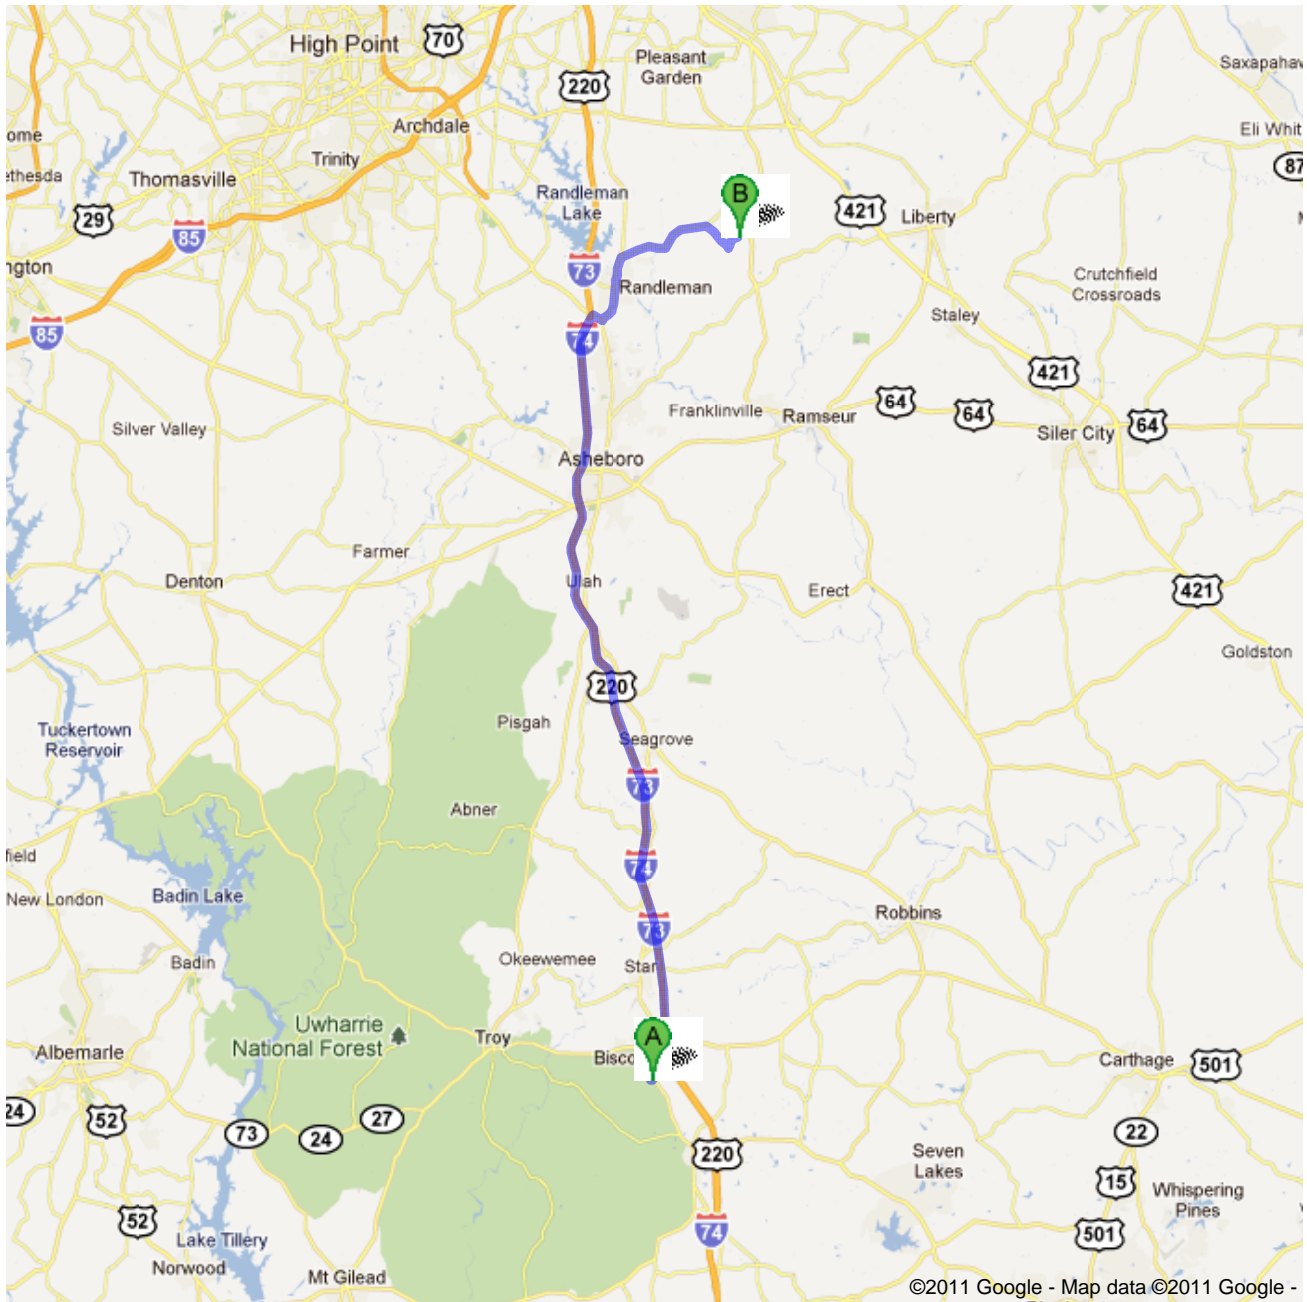 High Point
70
220
Pleasant
Garden
Saxapahaw
Archdale
Eli Whit
ome
Trinity
87
ethesda
Thomasville
Randleman
Lake
B
29
421
Liberty
85
ngton
73
Crutchfield
Crossroads
Randleman
Staley
85
74
421
Franklinville
Ramseur
64
64
Silver Valley
Siler City
64
Asheboro
Farmer
Denton
Ulah
Erect
421
Goldston
220
Pisgah
Tuckertown
Reservoir
Seagrove
73
Abner
field
74
Badin Lake
New London
Robbins
73
Okeewemee
Badin
Star
Uwharrie
National Forest
Troy
A
Bisco
Albemarle
Carthage
501
24
52
27
73
24
22
220
Seven
Lakes
15
Whispering
Pines
52
74
501
Lake Tillery
Norwood
Mt Gilead
©2011 Google - Map data ©2011 Google -